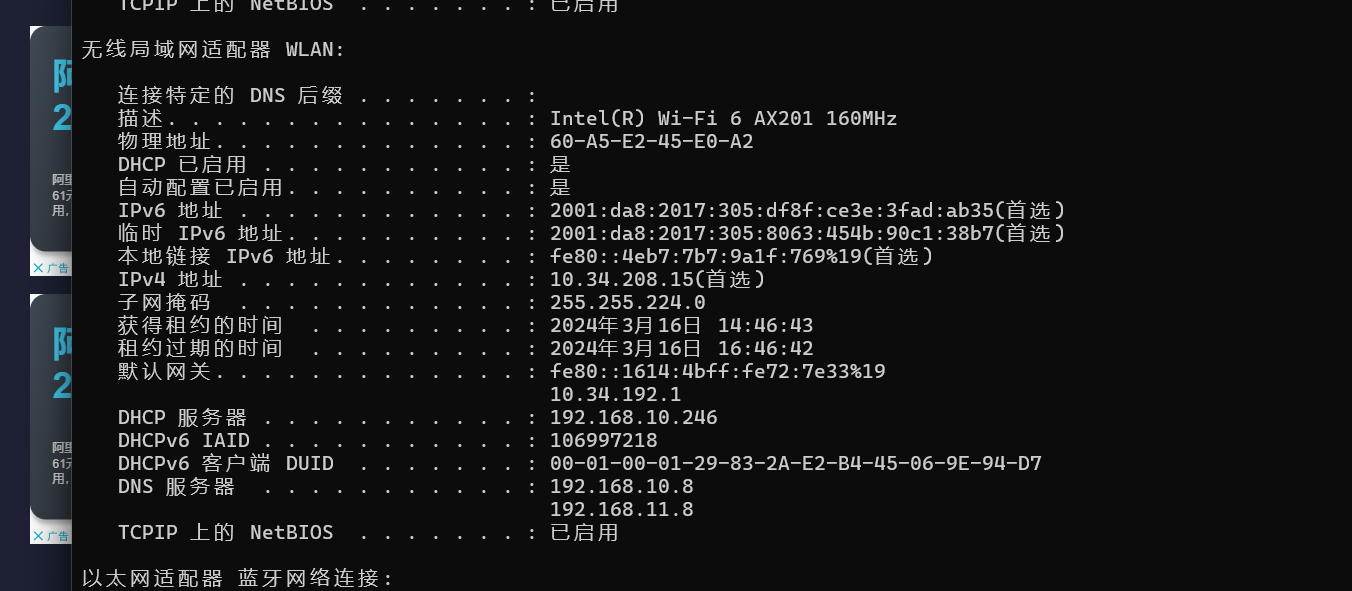 TCPIP 上的 NetBIOS . . . . . . . : 已启用
无线局域网适配器 WLAN:
连接特定的 DNS 后缀 . . . . . . . :
描述. . . . . . . . . . . . . . . : Intel(R) Wi-Fi 6 AX201 160MHz
物理地址. . . . . . . . . . . . . : 60-A5-E2-45-E0-A2
DHCP 已启用 . . . . . . . . . . . : 是
自动配置已启用. . . . . . . . . . : 是
IPv6 地址 . . . . . . . . . . . . : 2001:da8:2017:305:df8f:ce3e:3fad:ab35(首选)
临时 IPv6 地址. . . . . . . . . . : 2001:da8:2017:305:8063:454b:90c1:38b7(首选)
本地链接 IPv6 地址. . . . . . . . : fe80::4eb7:7b7:9a1f:769%19(首选)
IPv4 地址 . . . . . . . . . . . . : 10.34.208.15(首选)
子网掩码  . . . . . . . . . . . . : 255.255.224.0
获得租约的时间  . . . . . . . . . : 2024年3月16日 14:46:43
租约过期的时间  . . . . . . . . . : 2024年3月16日 16:46:42
默认网关. . . . . . . . . . . . . : fe80::1614:4bff:fe72:7e33%19
10.34.192.1
DHCP 服务器 . . . . . . . . . . . : 192.168.10.246
DHCPv6 IAID . . . . . . . . . . . : 106997218
DHCPv6 客户端 DUID  . . . . . . . : 00-01-00-01-29-83-2A-E2-B4-45-06-9E-94-D7
DNS 服务器  . . . . . . . . . . . : 192.168.10.8
192.168.11.8
TCPIP 上的 NetBIOS  . . . . . . . : 已启用
以太网适配器 蓝牙网络连接:
阿
2
阿里
61元
用,
广告
阿
2
阿里
61元
用,
广告